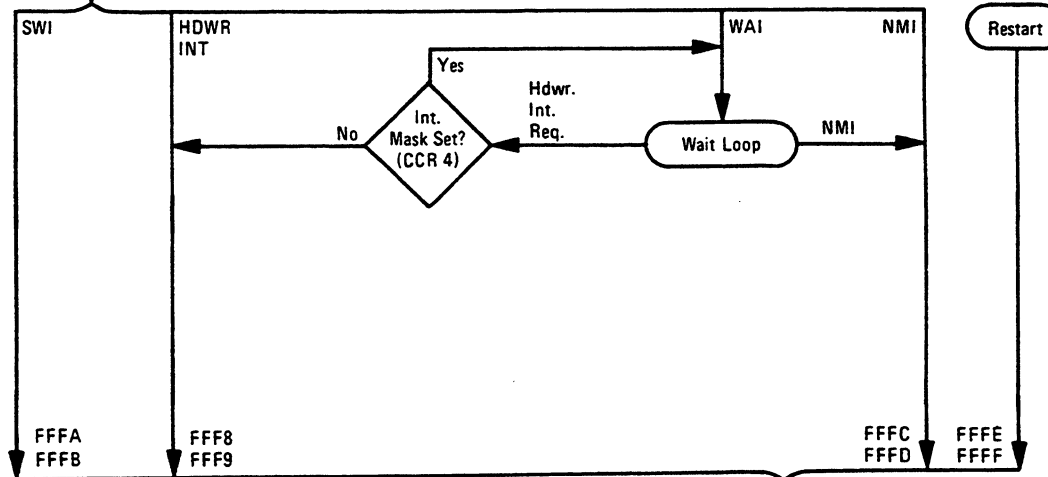 SWI
HDWR
INT
WAI
NMI
Restart
Yes
Hdwr.
Int.
Req.
Int.
Mask Set?
(CCR 4)
No
Wait Loop
NMI
FFFA
FFFB
FFF8
FFF9
FFFC
FFFD
FFFE
FFFF